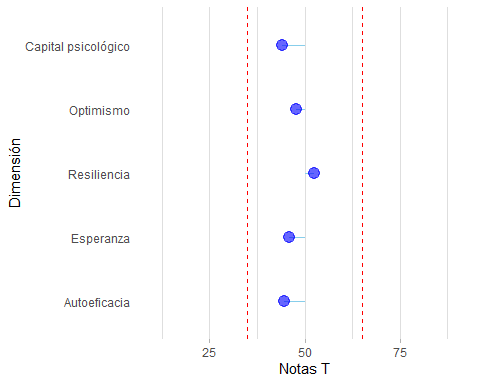 Capital psicológico
Optimismo
Resiliencia
Esperanza
Autoeficacia
Dimensión
25
50
75
Notas T